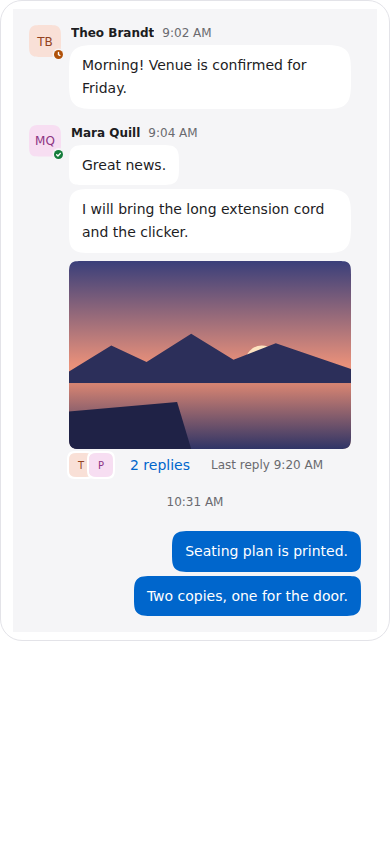 TB
Theo Brandt 9:02 AM
Morning! Venue is confirmed for
Friday.
MQ
Mara Quill 9:04 AM
Great news.
I will bring the long extension cord
and the clicker.
T P 2 replies Last reply 9:20 AM
10:31 AM
Seating plan is printed.
Two copies, one for the door.